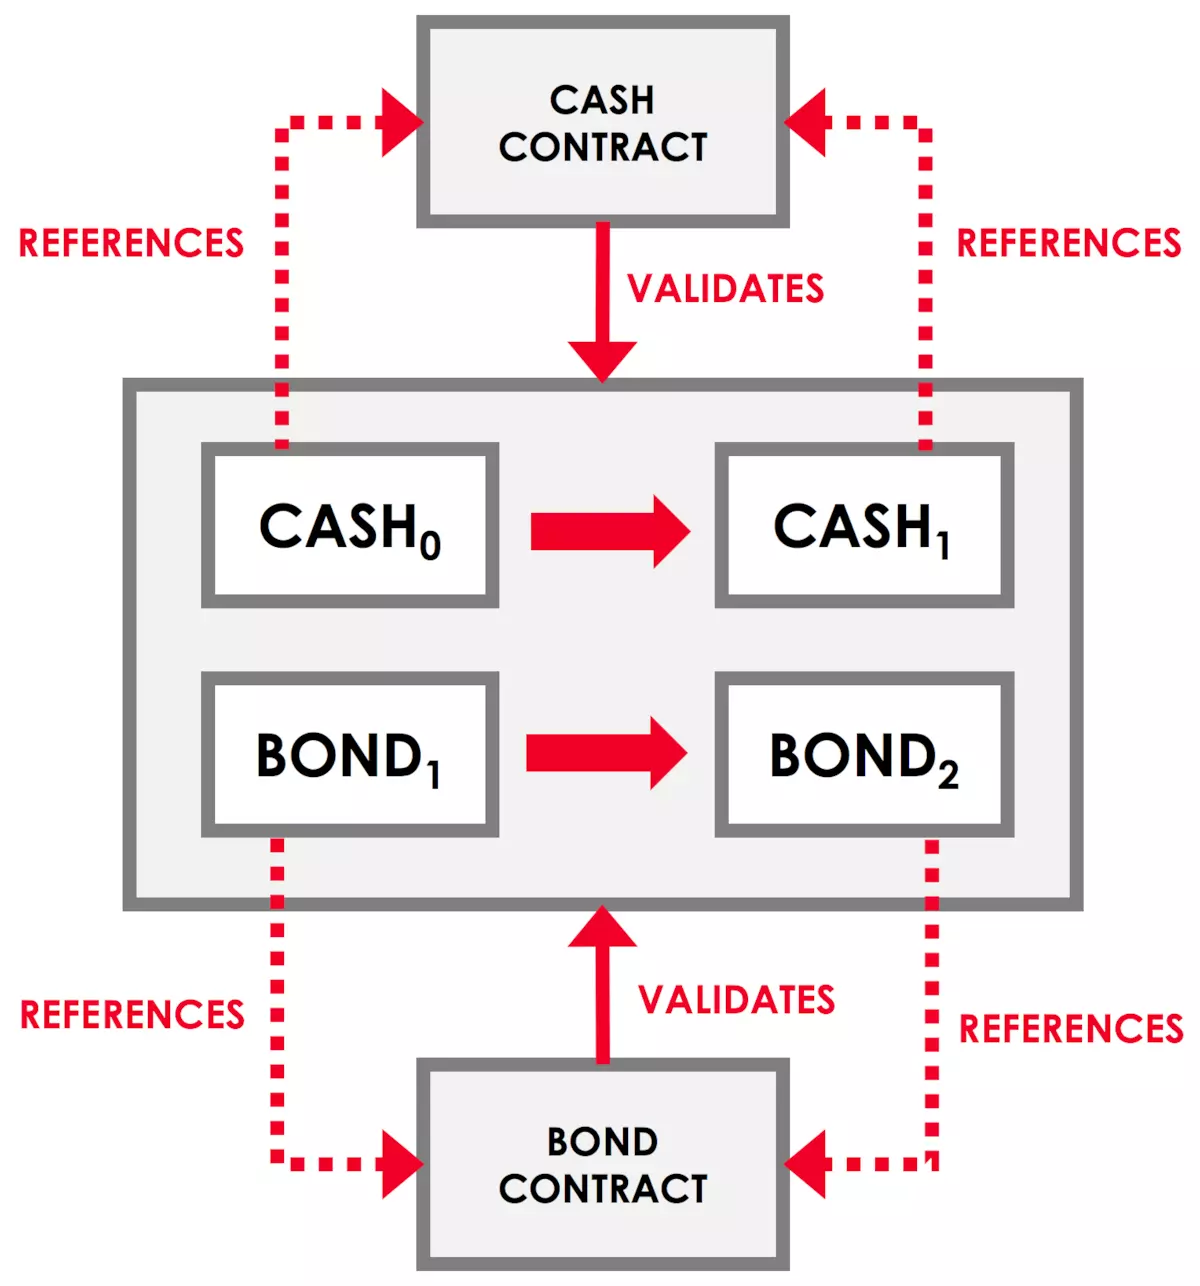 CASH
CONTRACT
REFERENCES
REFERENCES
VALIDATES
CASH₀
CASH₁
BOND₁
BOND₂
REFERENCES
VALIDATES
REFERENCES
BOND
CONTRACT